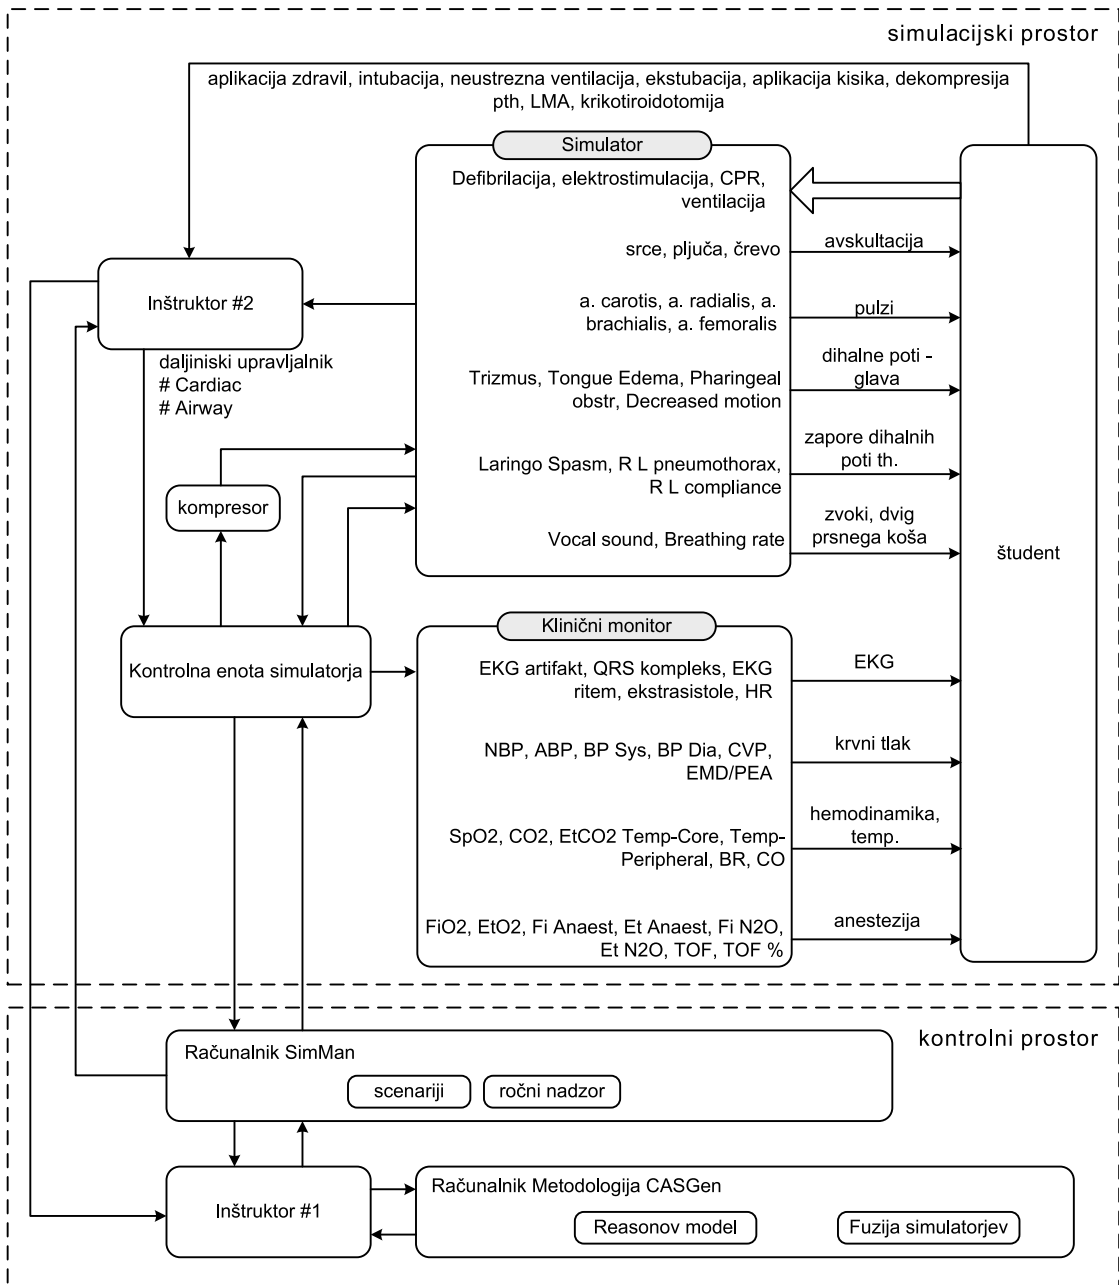 simulacijski prostor
aplikacija zdravil, intubacija, neustrezna ventilacija, ekstubacija, aplikacija kisika, dekompresija
pth, LMA, krikotiroidotomija
Simulator
Defibrilacija, elektrostimulacija, CPR,
ventilacija
srce, pljuča, črevo
avskultacija
Inštruktor #2
a. carotis, a. radialis, a.
brachialis, a. femoralis
pulzi
daljiniski upravljalnik
# Cardiac
# Airway
Trizmus, Tongue Edema, Pharingeal
obstr, Decreased motion
dihalne poti -
glava
Laringo Spasm, R L pneumothorax,
R L compliance
zapore dihalnih
poti th.
kompresor
Vocal sound, Breathing rate
zvoki, dvig
prsnega koša
študent
Klinični monitor
Kontrolna enota simulatorja
EKG artifakt, QRS kompleks, EKG
ritem, ekstrasistole, HR
EKG
NBP, ABP, BP Sys, BP Dia, CVP,
EMD/PEA
krvni tlak
SpO2, CO2, EtCO2 Temp-Core, Temp-
Peripheral, BR, CO
hemodinamika,
temp.
FiO2, EtO2, Fi Anaest, Et Anaest, Fi N2O,
Et N2O, TOF, TOF %
anestezija
kontrolni prostor
Računalnik SimMan
scenariji
ročni nadzor
Inštruktor #1
Računalnik Metodologija CASGen
Reasonov model
Fuzija simulatorjev